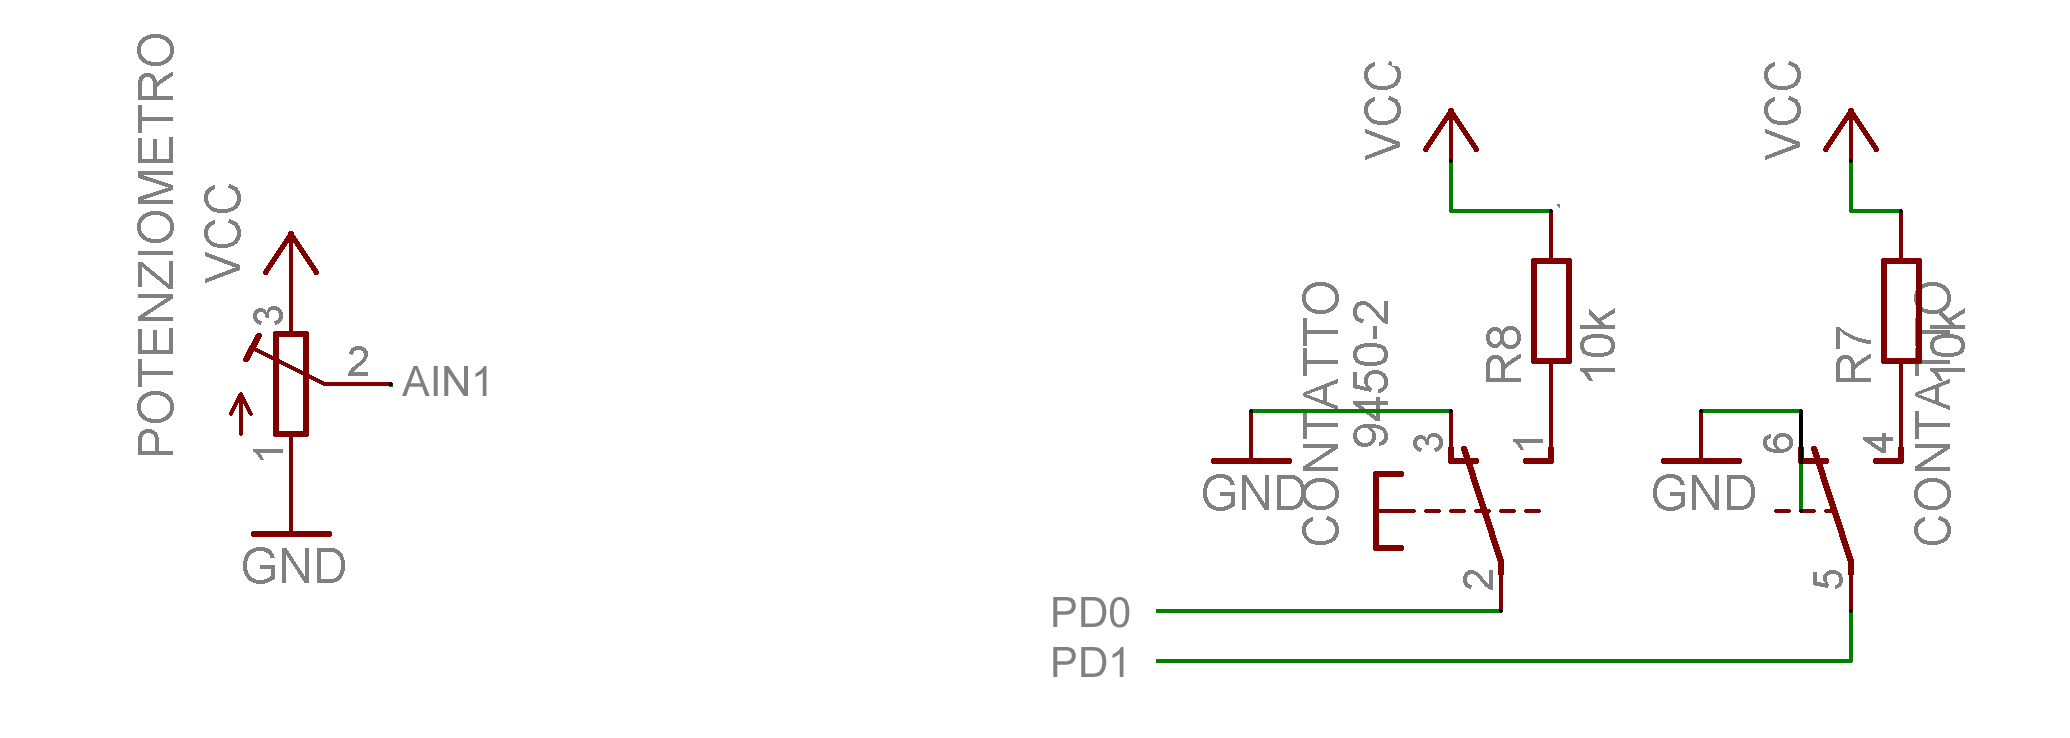 POTENZIOMETRO
VCC
3
2
AIN1
1
GND
VCC
R8
10k
CONTATTO
9450-2
3
1
GND
2
VCC
R7
10k
CONTATTO
6
4
GND
5
PD0
PD1